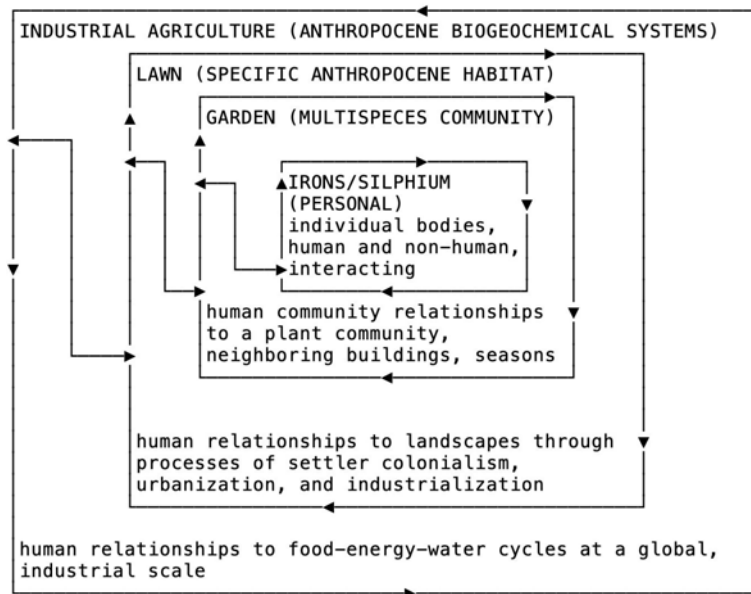 INDUSTRIAL AGRICULTURE (ANTHROPOCENE BIOGEOCHEMICAL SYSTEMS)
LAWN (SPECIFIC ANTHROPOCENE HABITAT)
GARDEN (MULTISPECES COMMUNITY)
IRONS/SILPHIUM
(PERSONAL)
individual bodies,
human and non-human,
interacting
human community relationships
to a plant community,
neighboring buildings, seasons
human relationships to landscapes through
processes of settler colonialism,
urbanization, and industrialization
human relationships to food-energy-water cycles at a global,
industrial scale